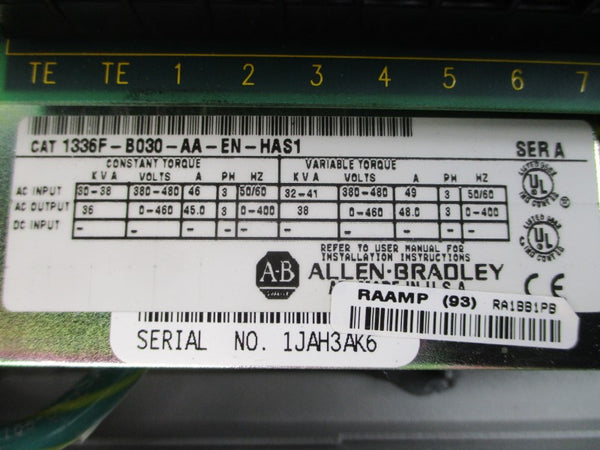 TE TE 1 2 3 4 5 6 7
CAT 1336F-B030-AA-EN-HAS1 SER A
CONSTANT TORQUE VARIABLE TORQUE
KVA VOLTS A PH HZ KVA VOLTS A PH HZ
AC INPUT 30-38 380-480 46 3 50/60 32-41 380-480 49 3 50/60
AC OUTPUT 36 0-460 45.0 3 0-400 38 0-460 48.0 3 0-400
DC INPUT - - - - - - - - - -
UL
UL
REFER TO USER MANUAL FOR
INSTALLATION INSTRUCTIONS
A-B ALLEN-BRADLEY
IN U.S.A. CE
RAAMP (93) RA1BB1PB
SERIAL NO. 1JAH3AK6